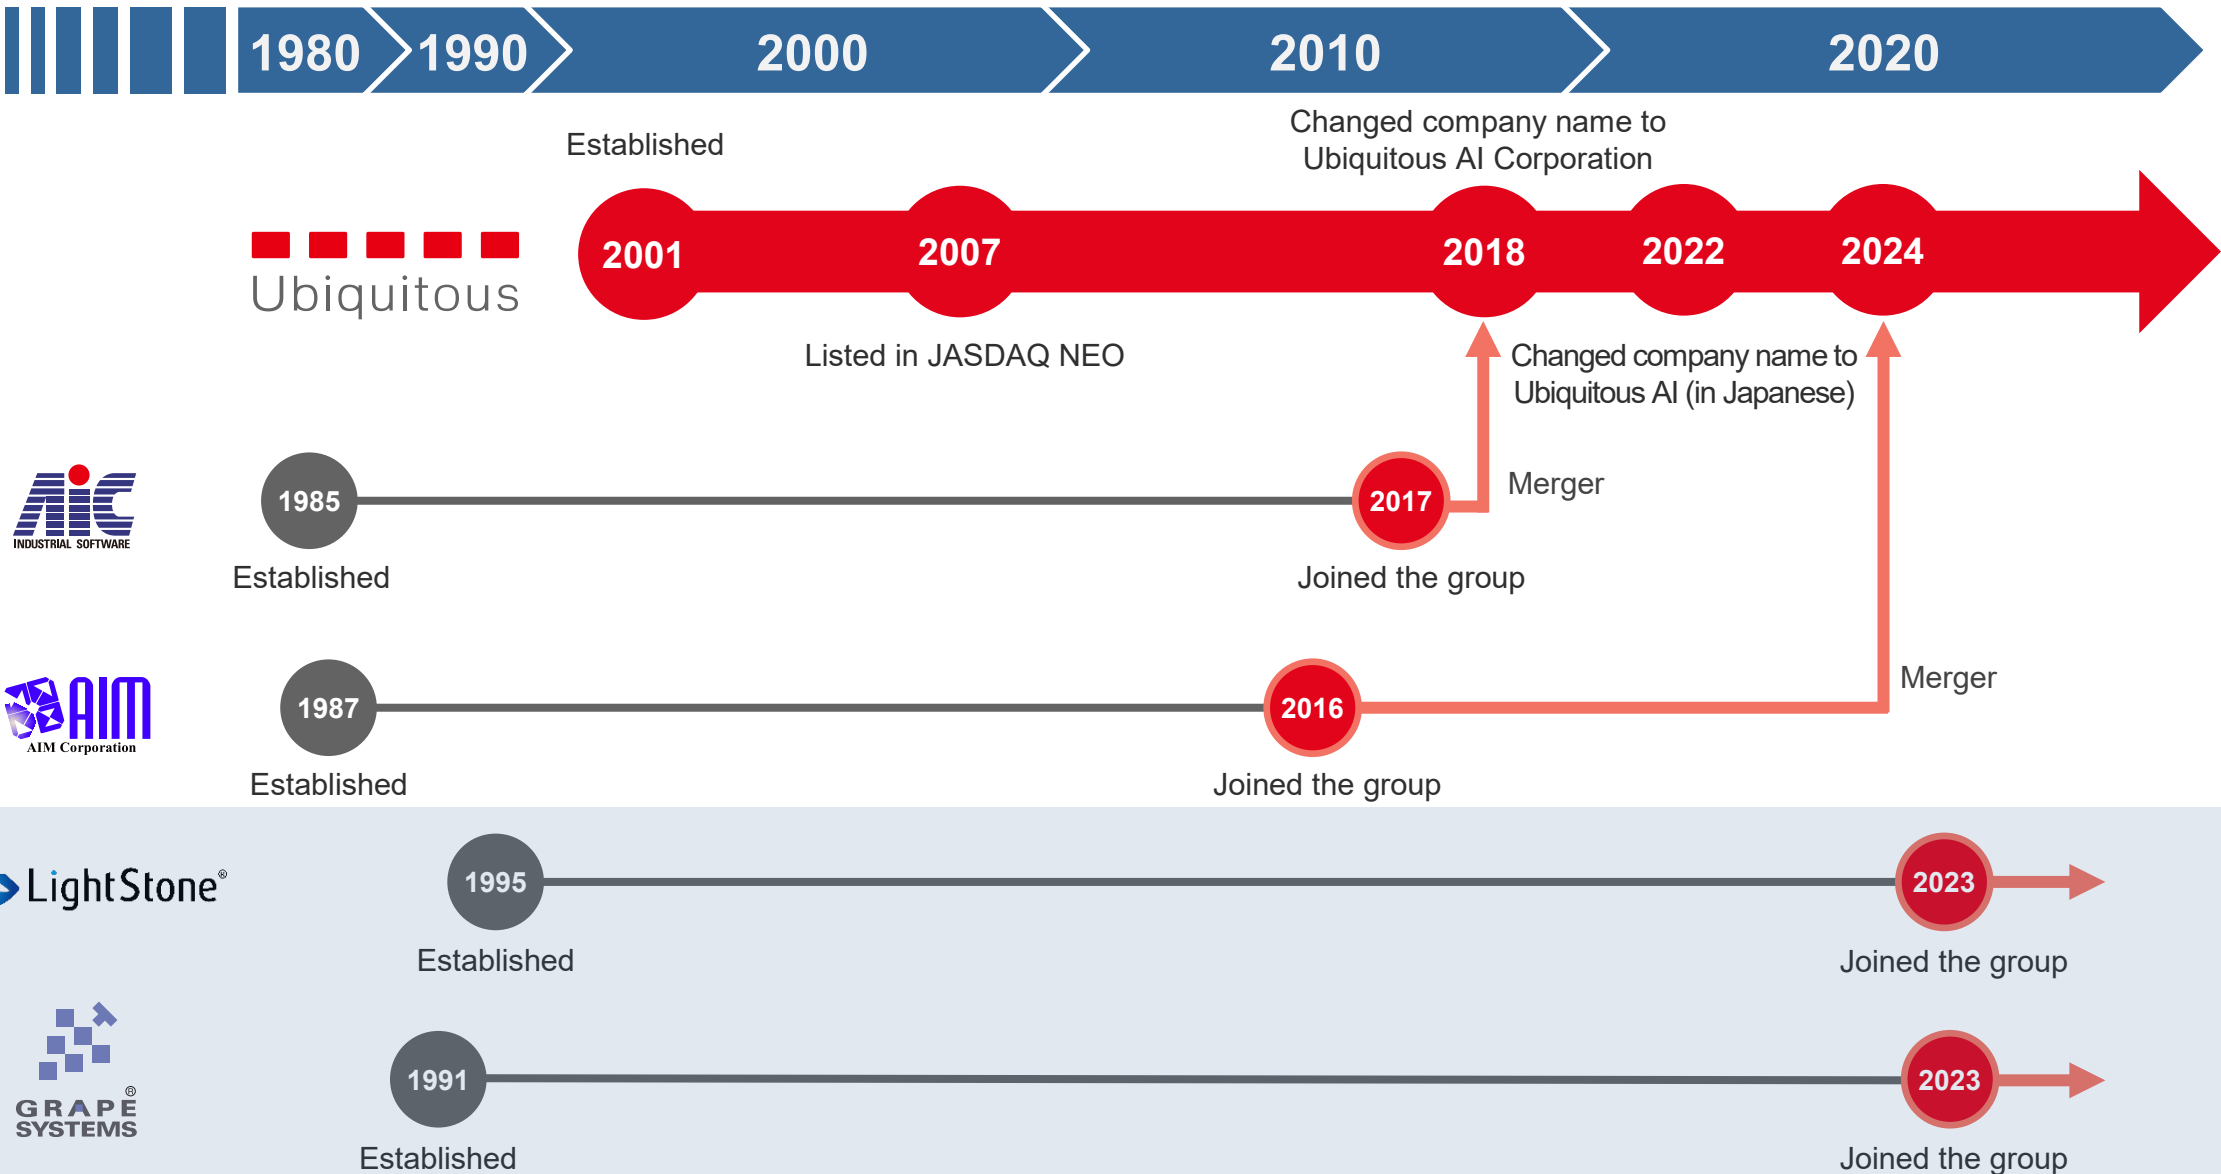 1980 1990 2000 2010 2020
Established
Changed company name to
Ubiquitous AI Corporation
Ubiquitous
2001 2007 2018 2022 2024
Listed in JASDAQ NEO
Changed company name to
Ubiquitous AI (in Japanese)
AIC
INDUSTRIAL SOFTWARE
1985 2017 Merger
Established Joined the group
AIM
AIM Corporation
1987 2016 Merger
Established Joined the group
LightStone®
1995 2023
Established Joined the group
GRAPE®
SYSTEMS
1991 2023
Established Joined the group